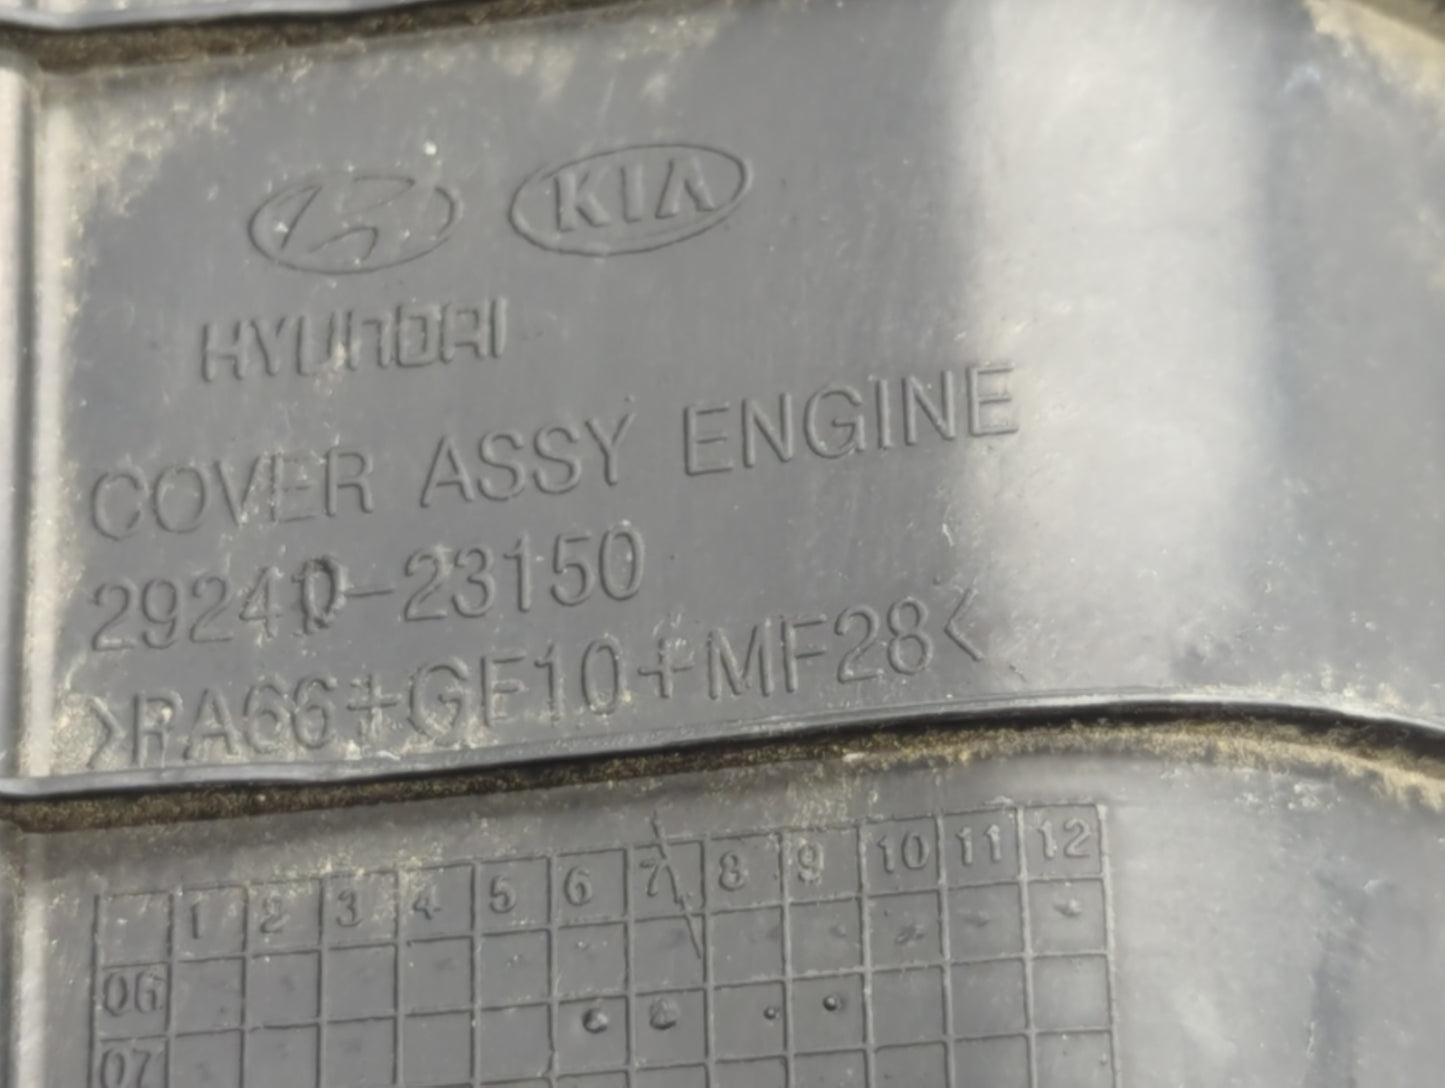 KIA
HYUNDAI
COVER ASSY ENGINE
29240-23150
>PA66+GF10+MF28<
1 2 3 4 5 6 7 8 9 10 11 12
06
07